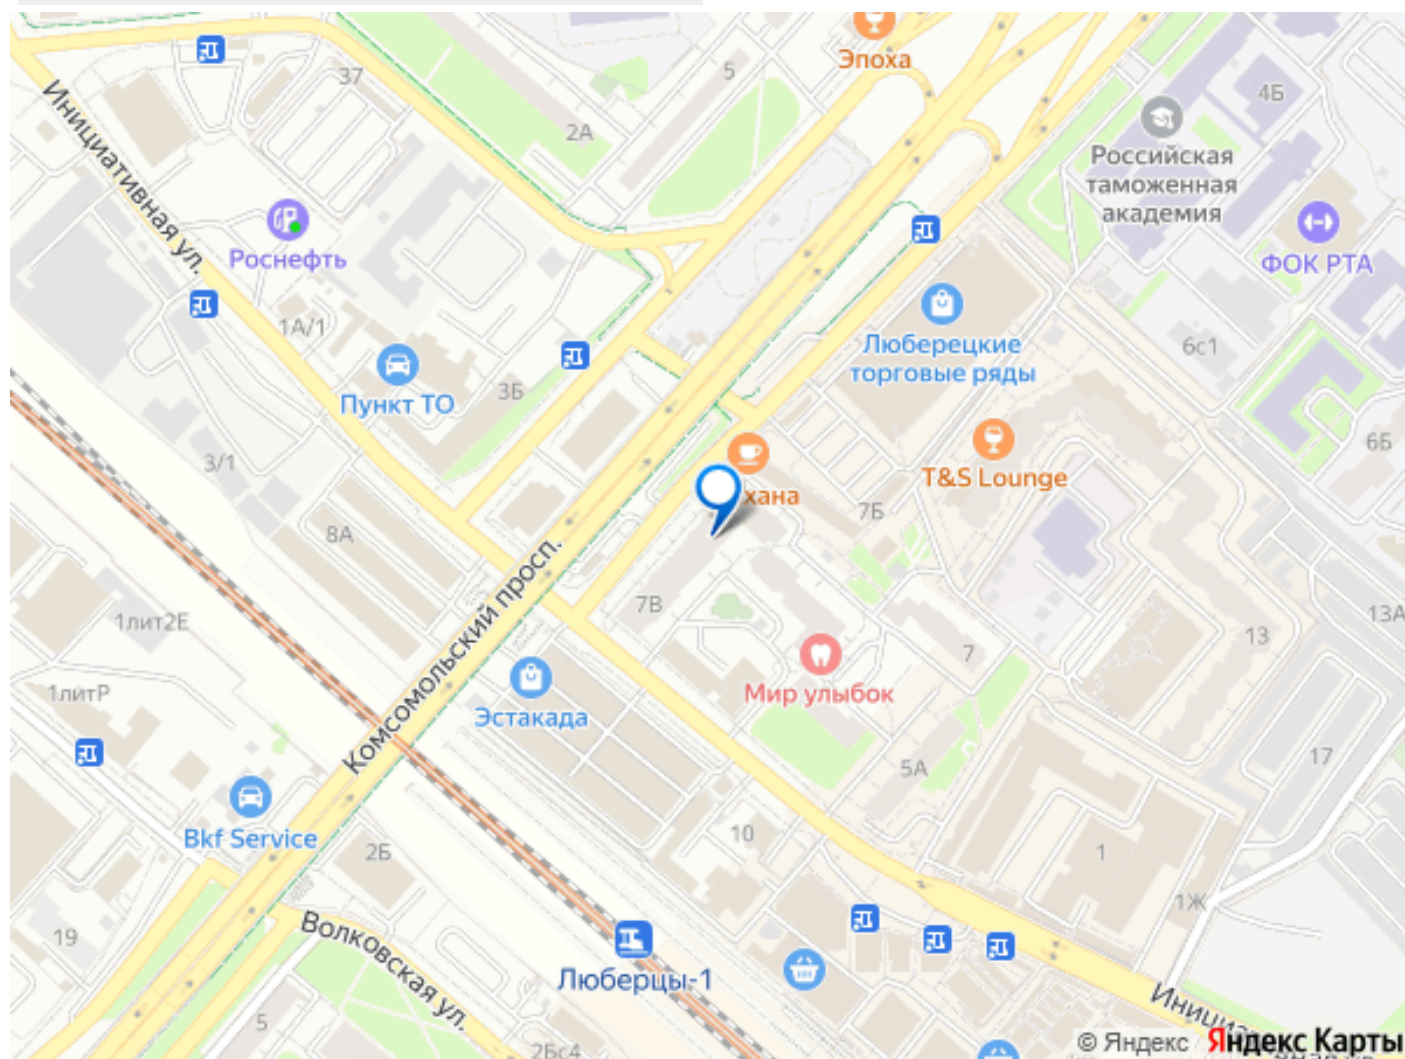 Эпоха
5
37
4Б
2А
Российская
таможенная
академия
Инициативная ул.
Роснефть
ФОК РТА
1А/1
Люберецкие
торговые ряды
6с1
Пункт ТО
3Б
6Б
3/1
T&S Lounge
хана
7Б
8А
Комсомольский просп.
7В
1лит2Е
13А
13
7
Мир улыбок
1литР
Эстакада
17
5А
Bkf Service
2Б
10
1
1Ж
19
Волковская ул.
Люберцы-1
5
2Бс4
© Яндекс Яндекс Карты